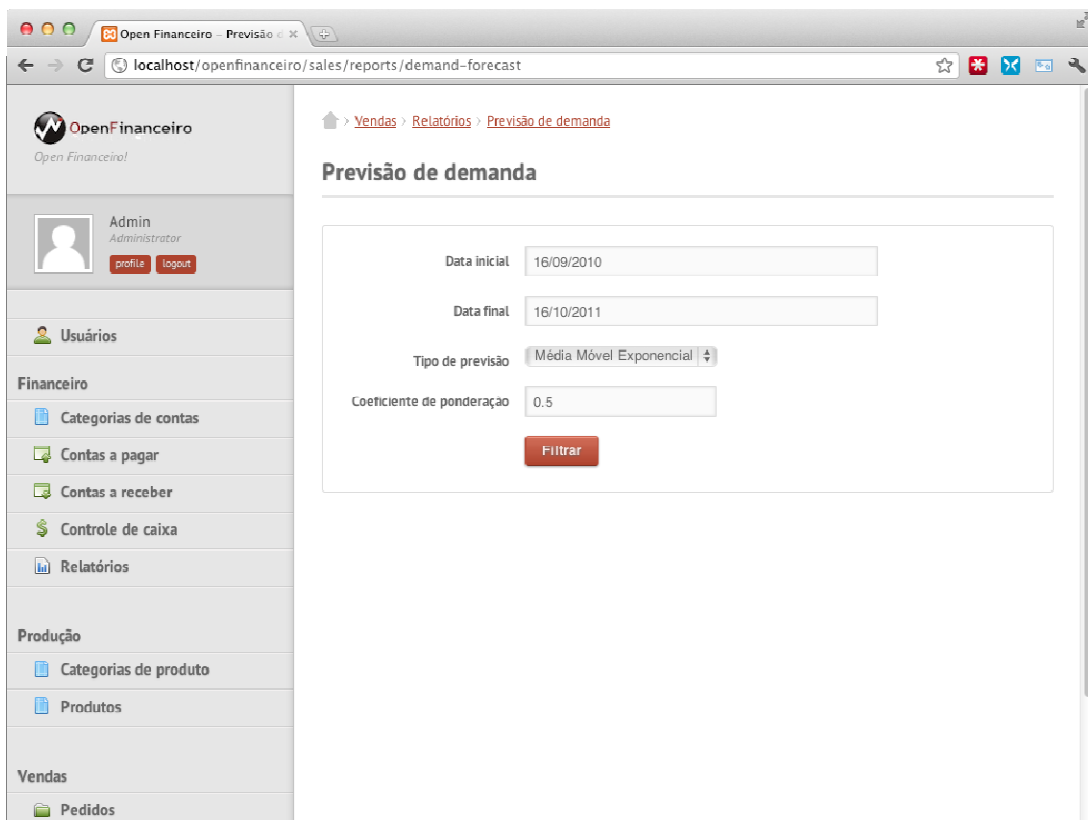 Open Financeiro – Previsão d
localhost/openfinanceiro/sales/reports/demand-forecast
OpenFinanceiro
Open Financeiro!
Admin
Administrator
profile logout
Usuários
Financeiro
Categorias de contas
Contas a pagar
Contas a receber
Controle de caixa
Relatórios
Produção
Categorias de produto
Produtos
Vendas
Pedidos
> Vendas > Relatórios > Previsão de demanda
Previsão de demanda
Data inicial 16/09/2010
Data final 16/10/2011
Tipo de previsão Média Móvel Exponencial
Coeficiente de ponderação 0.5
Filtrar